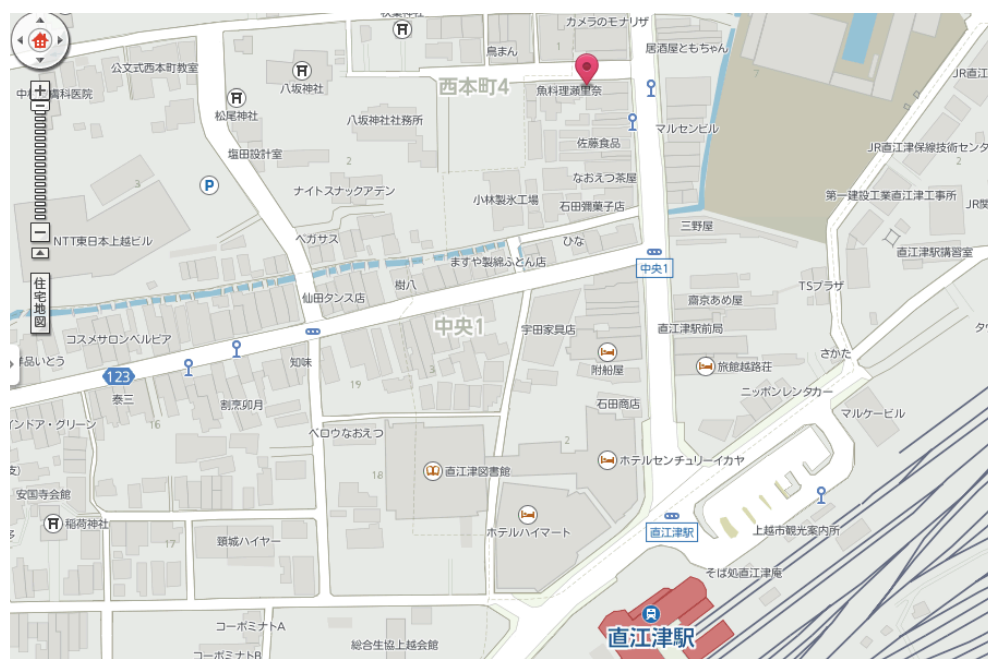 秋葉神社
カメラのモナリザ
鳥まん
居酒屋ともちゃん
公文式西本町教室
八坂神社
西本町4
魚料理瀬里奈
1
7
JR直江
松尾神社
八坂神社社務所
マルセンビル
佐藤食品
塩田設計室
2
JR直江津保線技術センタ
2
P
3
ナイトスナックアデン
なおえつ茶屋
小林製氷工場
石田彌菓子店
第一建設工業直江津工事所
JR関
三野屋
ペガサス
ひな
NTT東日本上越ビル
直江津駅講習室
ますや製綿ふとん店
中央1
樹八
TSプラザ
仙田タンス店
齋京あめ屋
住宅地図
コスメサロンベルビア
中央1
宇田家具店
直江津駅前局
品いとう
知味
附船屋
さかた
旅館越路荘
123
19
泰三
割烹卯月
石田商店
ニッポンレンタカー
マルケービル
インドア・グリーン
16
ベロウなおえつ
2
18
直江津図書館
ホテルセンチュリーイカヤ
安国寺会館
稲荷神社
ホテルハイマート
直江津駅
上越市観光案内所
17
頸城ハイヤー
そば処直江津庵
コーポミナトA
直江津駅
総合生協上越会館
コーポミナトB